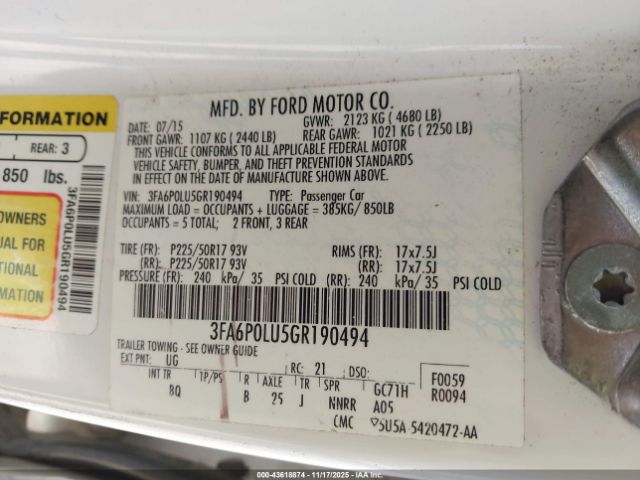 FORMATION
REAR: 3
850 lbs.
OWNERS
UAL FOR
TIONAL
ORMATION
3FA6P0LU5GR190494
MFD. BY FORD MOTOR CO.
DATE: 07/15 GVWR: 2123 KG ( 4680 LB)
FRONT GAWR: 1107 KG ( 2440 LB) REAR GAWR: 1021 KG ( 2250 LB)
THIS VEHICLE CONFORMS TO ALL APPLICABLE FEDERAL MOTOR
VEHICLE SAFETY, BUMPER, AND THEFT PREVENTION STANDARDS
IN EFFECT ON THE DATE OF MANUFACTURE SHOWN ABOVE.
VIN: 3FA6P0LU5GR190494 TYPE: Passenger Car
MAXIMUM LOAD = OCCUPANTS + LUGGAGE = 385KG/ 850LB
OCCUPANTS = 5 TOTAL; 2 FRONT, 3 REAR
TIRE (FR): P225/50R17 93V RIMS (FR): 17x7.5J
(RR): P225/50R17 93V (RR): 17x7.5J
PRESSURE (FR): 240 kPa/ 35 PSI COLD (RR): 240 kPa/ 35 PSI COLD
3FA6P0LU5GR190494
TRAILER TOWING - SEE OWNER GUIDE
EXT PNT: UG RC: 21 DSO: F0059
INT TR 1P/PS R AXLE TR SPR GC71H R0094
BQ B 25 J NNRR A05
CMC 5U5A-5420472-AA
IAA 000-43618874 | 11/17/2025 | IAA HOLDINGS, LLC